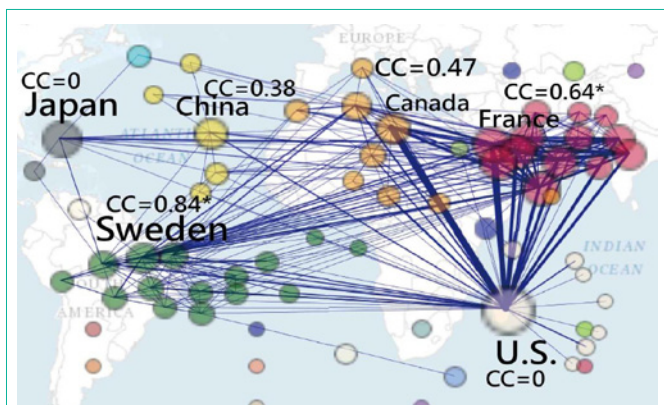 EUROPE
CC=0
CC=0.38
CC=0.47
CC=0.64*
Japan
China
Canada
France
ATLANTIC
OCEAN
CC=0.84*
Sweden
INDIAN
OCEAN
AMERICA
U.S.
CC=0